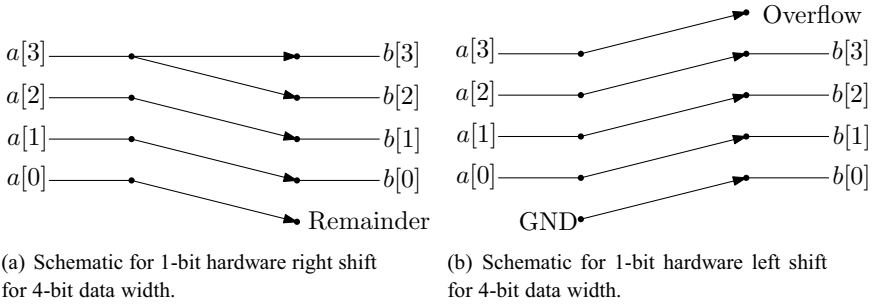 a[3]
a[2]
a[1]
a[0]
b[3]
b[2]
b[1]
b[0]
Remainder
(a) Schematic for 1-bit hardware right shift
for 4-bit data width.
Overflow
a[3]
a[2]
a[1]
a[0]
GND
b[3]
b[2]
b[1]
b[0]
(b) Schematic for 1-bit hardware left shift
for 4-bit data width.